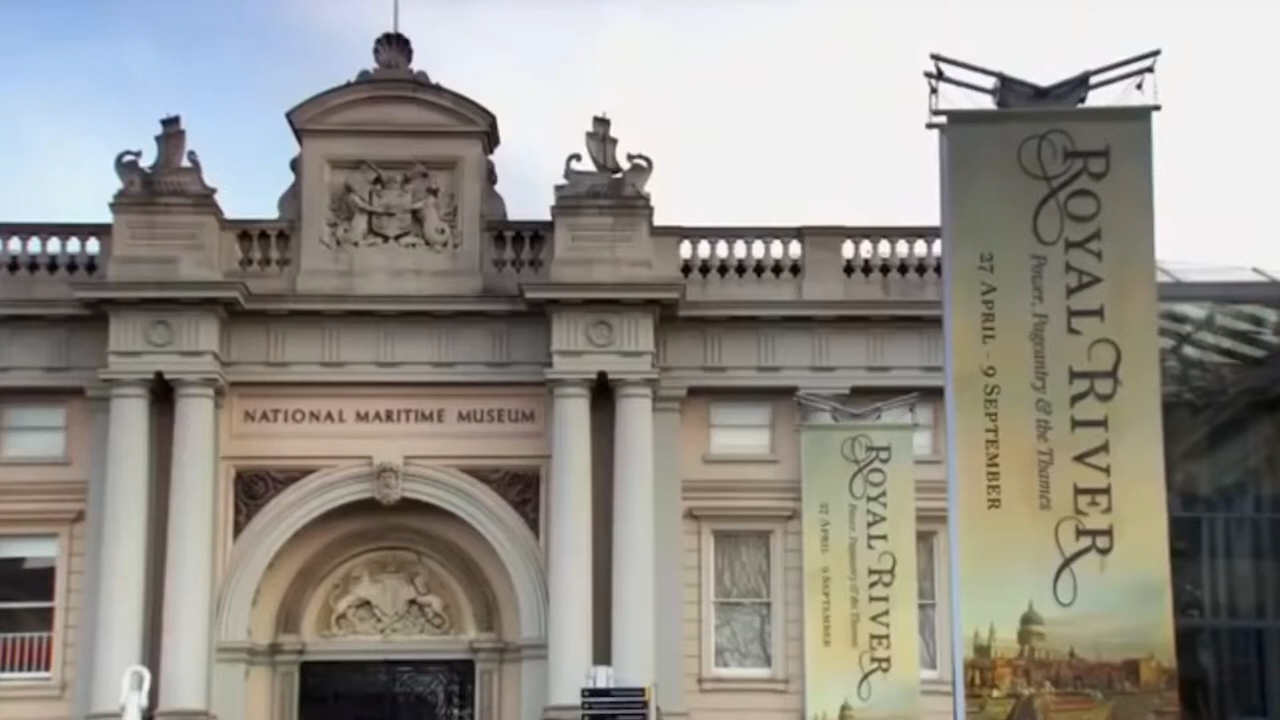 NATIONAL MARITIME MUSEUM
ROYAL RIVER
Power, Pageantry & the Thames
27 APRIL - 9 SEPTEMBER
ROYAL RIVER
Power, Pageantry & the Thames
27 APRIL 9 SEPTEMBER